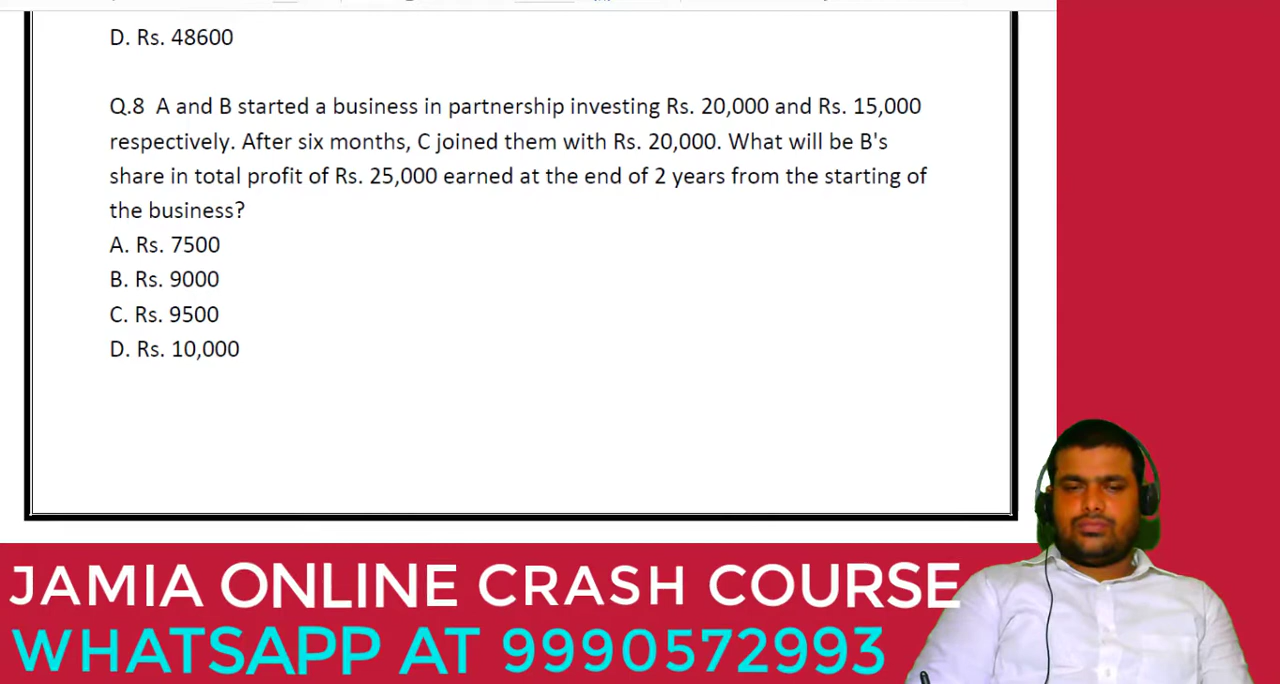 D. Rs. 48600
Q.8 A and B started a business in partnership investing Rs. 20,000 and Rs. 15,000
respectively. After six months, C joined them with Rs. 20,000. What will be B's
share in total profit of Rs. 25,000 earned at the end of 2 years from the starting of
the business?
A. Rs. 7500
B. Rs. 9000
C. Rs. 9500
D. Rs. 10,000
JAMIA ONLINE CRASH COURSE
WHATSAPP AT 9990572993